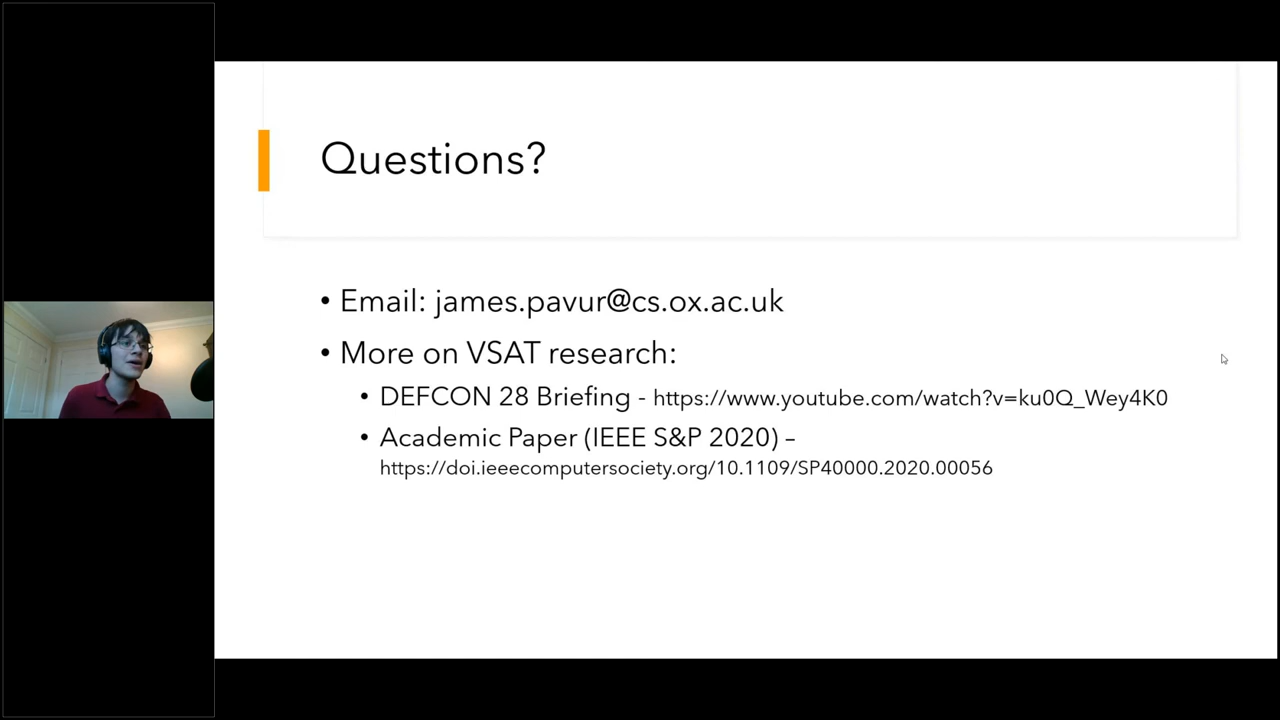 Questions?
• Email: james.pavur@cs.ox.ac.uk
• More on VSAT research:
• DEFCON 28 Briefing - https://www.youtube.com/watch?v=ku0Q_Wey4K0
• Academic Paper (IEEE S&P 2020) –
https://doi.ieeecomputersociety.org/10.1109/SP40000.2020.00056